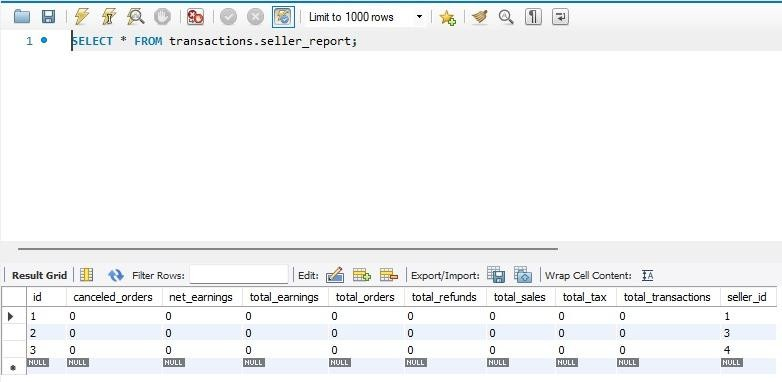 Limit to 1000 rows
1 SELECT * FROM transactions.seller_report;
Result Grid Filter Rows: Edit: Export/Import: Wrap Cell Content:
id canceled_orders net_earnings total_earnings total_orders total_refunds total_sales total_tax total_transactions seller_id
1 0 0 0 0 0 0 0 0 1
2 0 0 0 0 0 0 0 0 3
3 0 0 0 0 0 0 0 0 4
NULL NULL NULL NULL NULL NULL NULL NULL NULL NULL